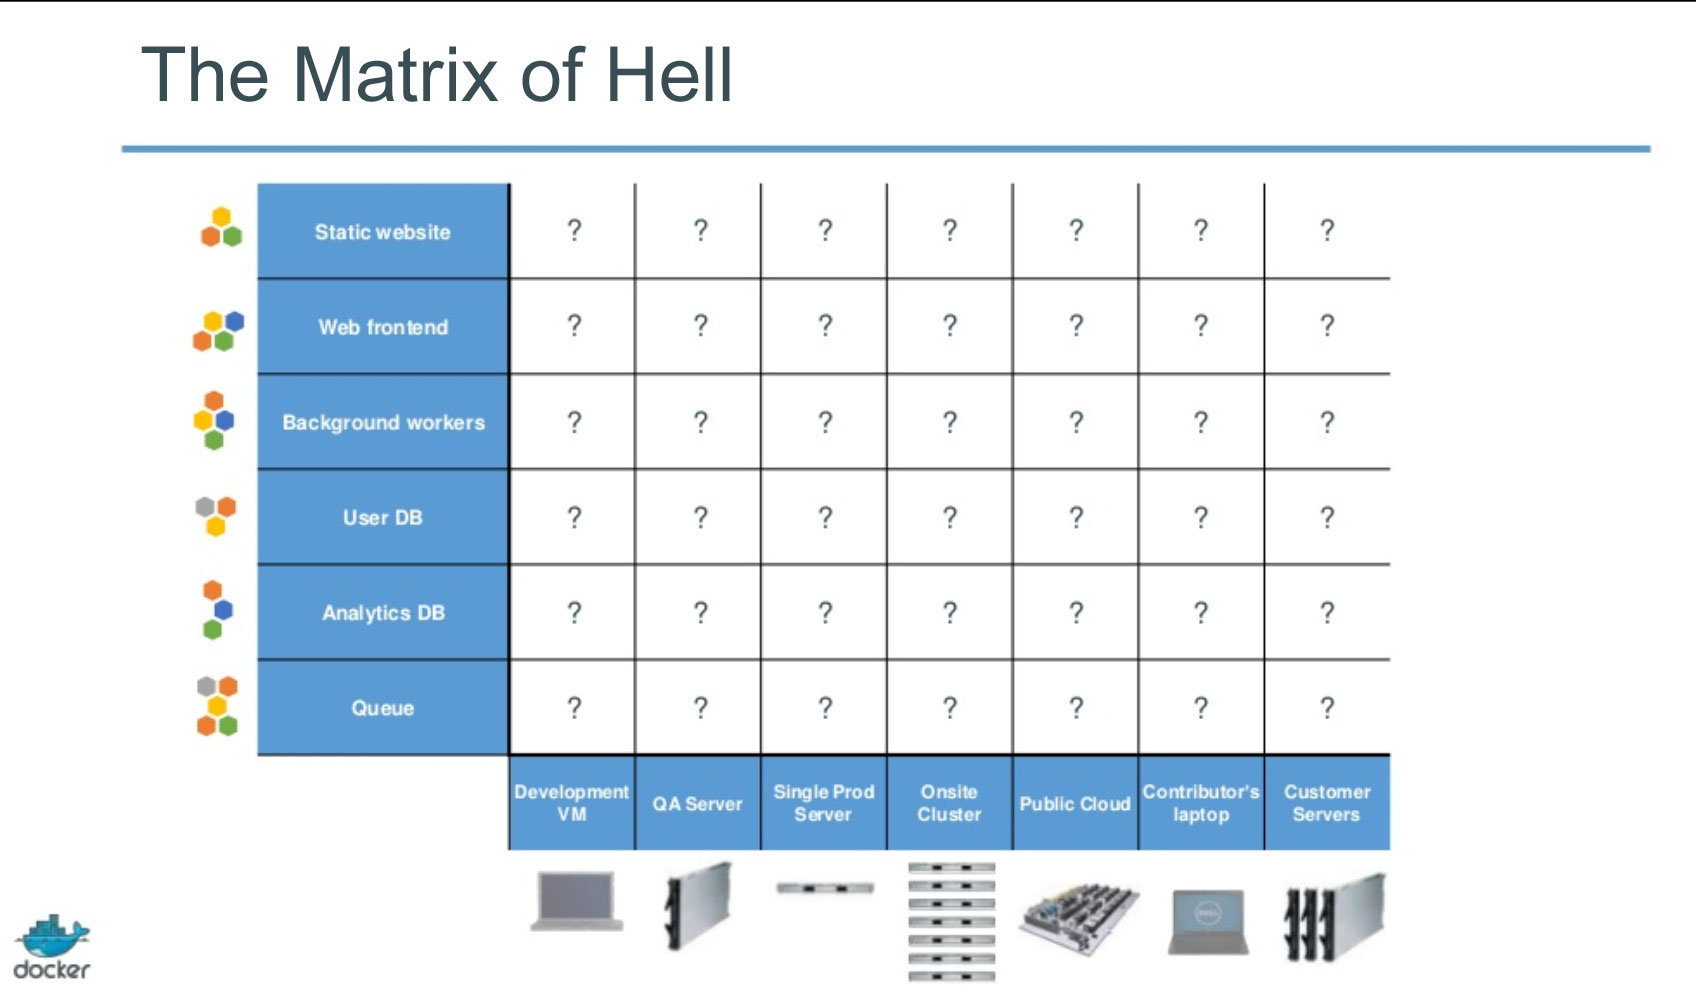 The Matrix of Hell
Static website ? ? ? ? ? ? ?
Web frontend ? ? ? ? ? ? ?
Background workers ? ? ? ? ? ? ?
User DB ? ? ? ? ? ? ?
Analytics DB ? ? ? ? ? ? ?
Queue ? ? ? ? ? ? ?
Development
VM
QA Server
Single Prod
Server
Onsite
Cluster
Public Cloud
Contributor's
laptop
Customer
Servers
DELL
docker